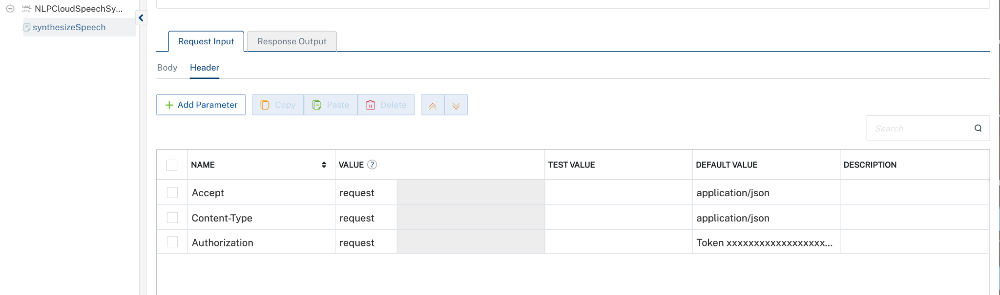 NLPCloudSpeechSy...
synthesizeSpeech
Request Input
Response Output
Body
Header
Add Parameter
Copy
Paste
Delete
Search
NAME VALUE ? TEST VALUE DEFAULT VALUE DESCRIPTION
Accept request application/json
Content-Type request application/json
Authorization request Token xxxxxxxxxxxxxxxxxx...